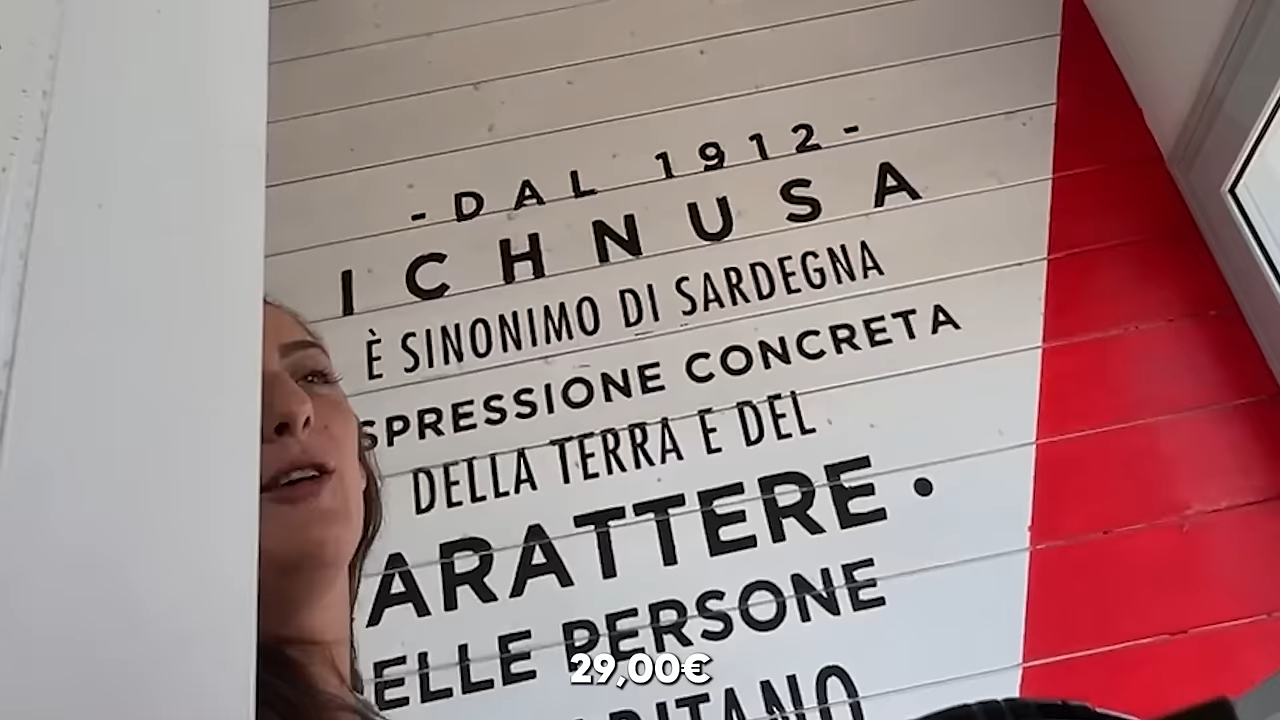 -DAL 1912-
ICHNUSA
È SINONIMO DI SARDEGNA
SPRESSIONE CONCRETA
DELLA TERRA E DEL
ARATTERE •
ELLE PERSONE
29,00€